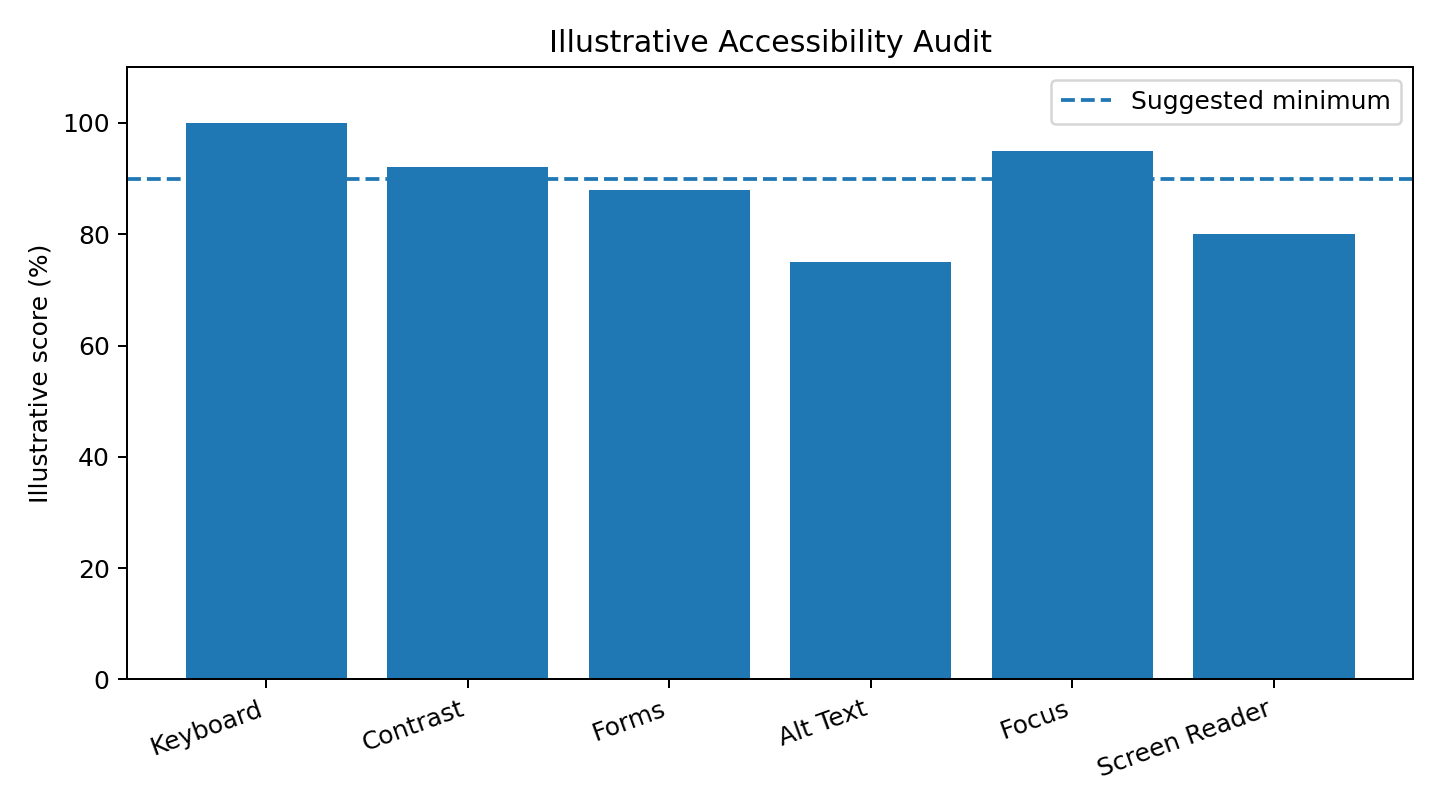 Illustrative Accessibility Audit
Suggested minimum
Illustrative score (%)
100
80
60
40
20
0
Keyboard
Contrast
Forms
Alt Text
Focus
Screen Reader